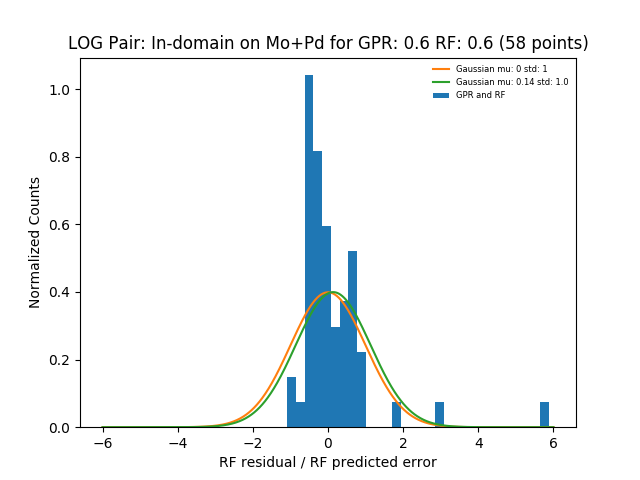 LOG Pair: In-domain on Mo+Pd for GPR: 0.6 RF: 0.6 (58 points)
Gaussian mu: 0 std: 1
Gaussian mu: 0.14 std: 1.0
GPR and RF
Normalized Counts
1.0
0.8
0.6
0.4
0.2
0.0
−6 −4 −2 0 2 4 6
RF residual / RF predicted error